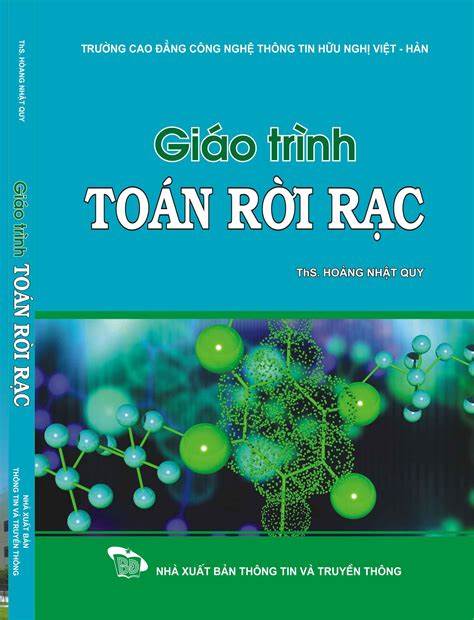 TRƯỜNG CAO ĐẲNG CÔNG NGHỆ THÔNG TIN HỮU NGHỊ VIỆT - HÀN
Giáo trình
TOÁN RỜI RẠC
ThS. HOÀNG NHẬT QUY
NHÀ XUẤT BẢN THÔNG TIN VÀ TRUYỀN THÔNG
ThS. HOÀNG NHẬT QUY
Giáo trình
TOÁN RỜI RẠC
NHÀ XUẤT BẢN
THÔNG TIN VÀ TRUYỀN THÔNG